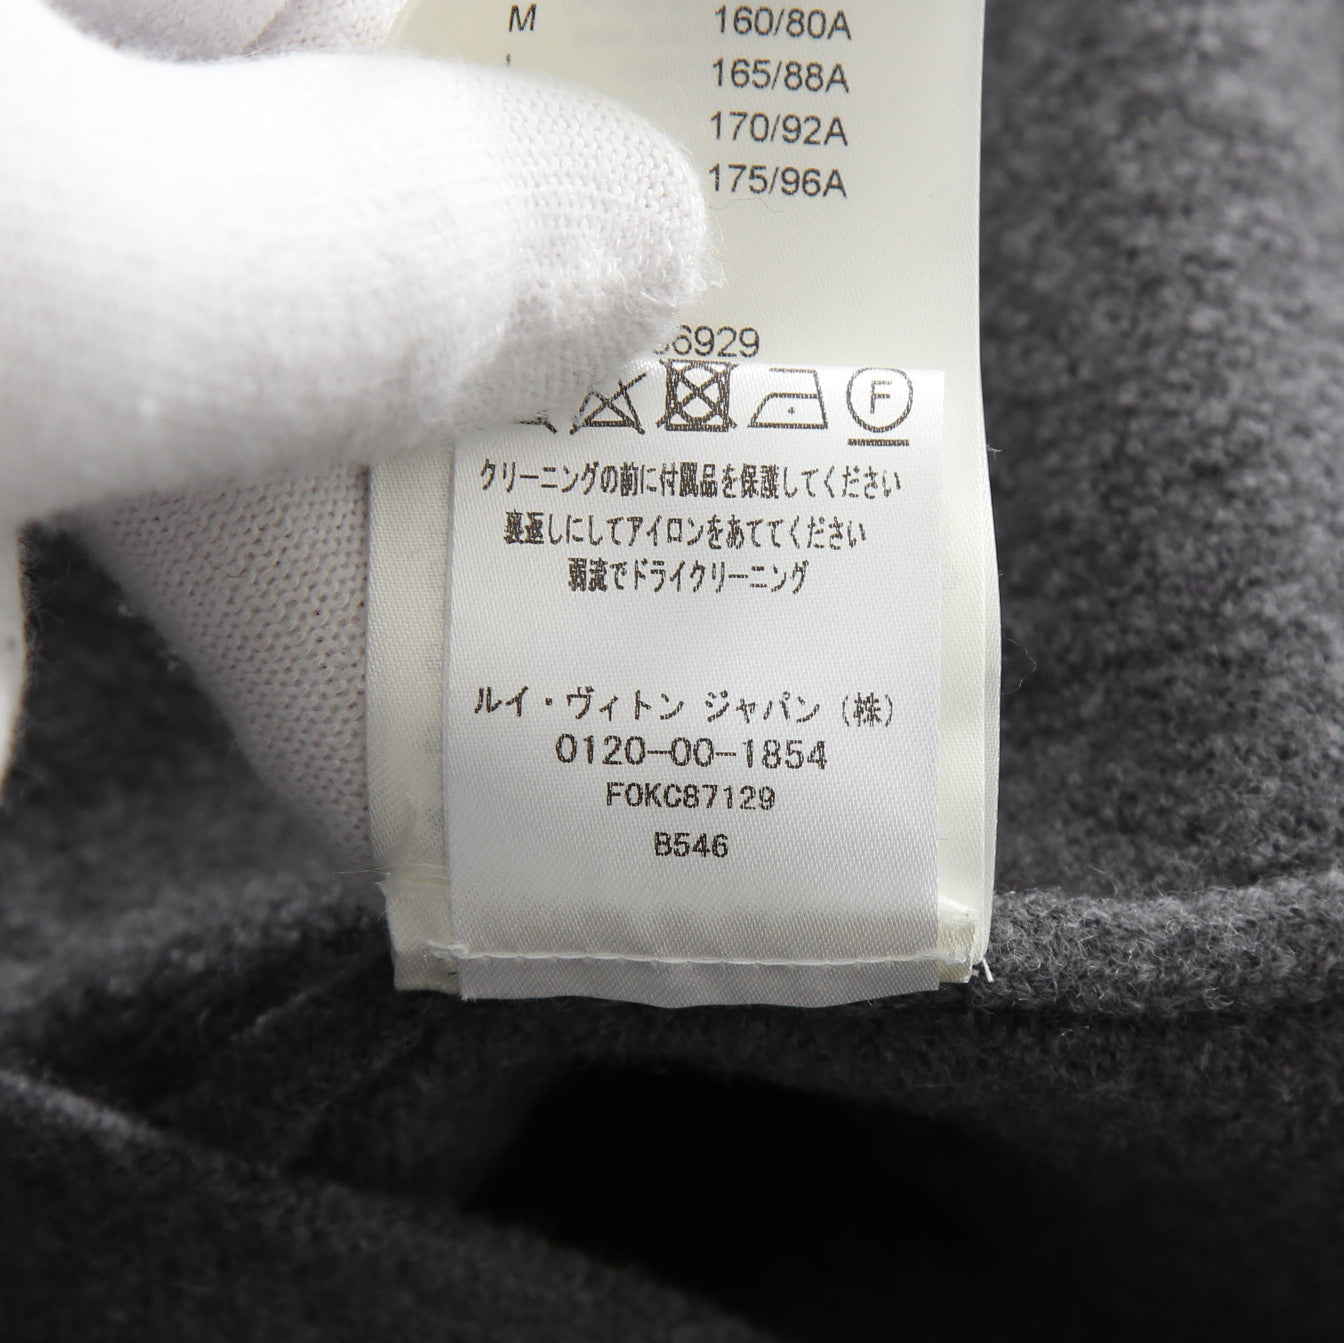 M 160/80A
165/88A
170/92A
175/96A
6929
F
クリーニングの前に付属品を保護してください
裏返しにしてアイロンをあててください
弱流でドライクリーニング
ルイ・ヴィトン ジャパン (株)
0120-00-1854
FOKC87129
B546